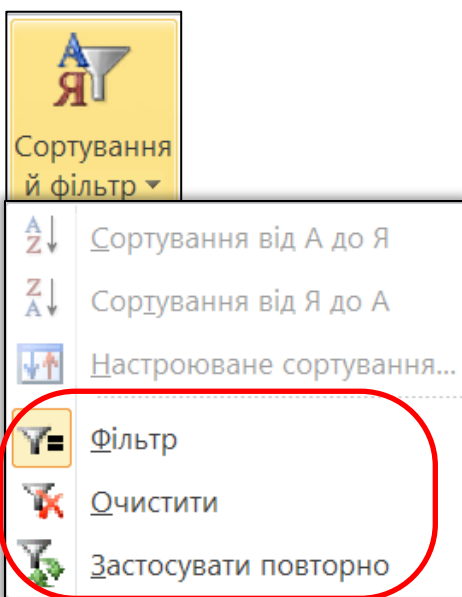 Сортування
й фільтр
Сортування від А до Я
Сортування від Я до А
Настроюване сортування...
Фільтр
Очистити
Застосувати повторно